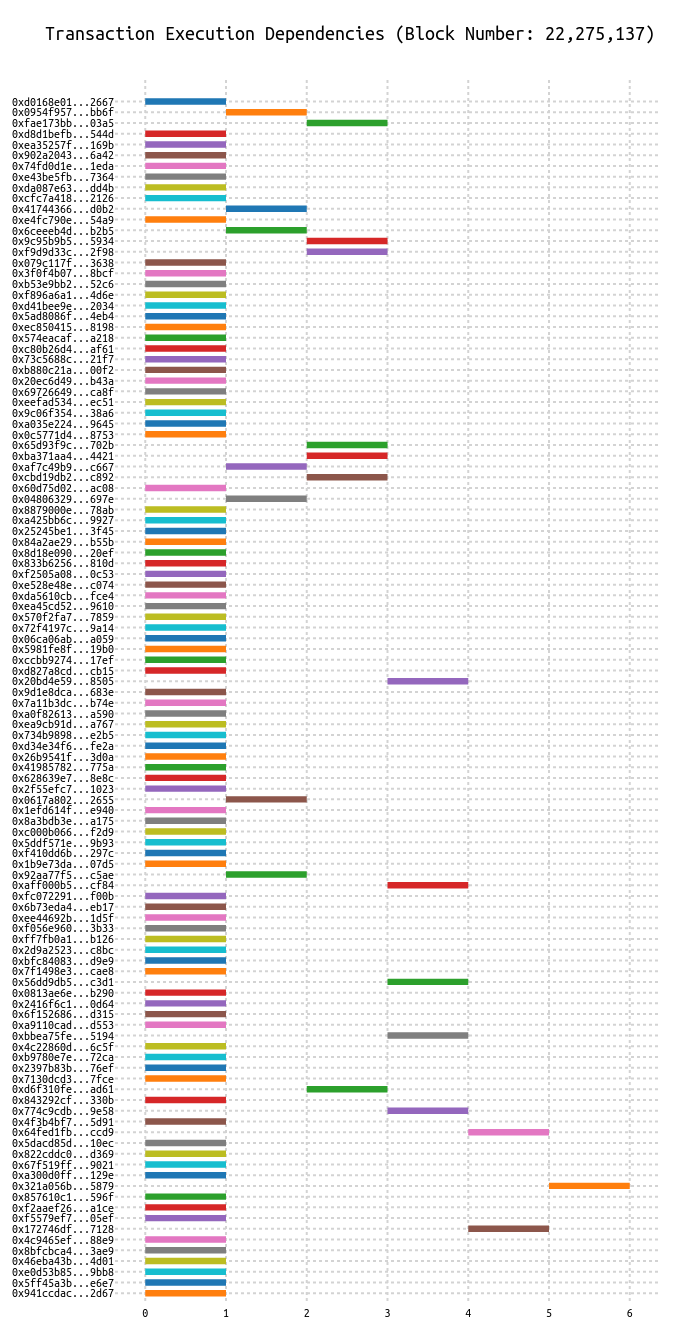 Transaction Execution Dependencies (Block Number: 22,275,137)
0xd0168e01...2667
0x0954f957...bb6f
0xfae173bb...03a5
0xd8d1befb...544d
0xea35257f...169b
0x902a2043...6a42
0x74fd0d1e...1eda
0xe43be5fb...7364
0xda087e63...dd4b
0xcfc7a418...2126
0x41744366...d0b2
0xe4fc790e...54a9
0x6ceeeb4d...b2b5
0x9c95b9b5...5934
0xf9d9d33c...2f98
0x079c117f...3638
0x3f0f4b07...8bcf
0xb53e9bb2...52c6
0xf896a6a1...4d6e
0xd41bee9e...2034
0x5ad8086f...4eb4
0xec850415...8198
0x574eacaf...a218
0xc80b26d4...af61
0x73c5688c...21f7
0xb880c21a...00f2
0x20ec6d49...b43a
0x69726649...ca8f
0xeefad534...ec51
0x9c06f354...38a6
0xa035e224...9645
0x0c5771d4...8753
0x65d93f9c...702b
0xba371aa4...4421
0xaf7c49b9...c667
0xcbd19db2...c892
0x60d75d02...ac08
0x04806329...697e
0x8879000e...78ab
0xa425bb6c...9927
0x25245be1...3f45
0x84a2ae29...b55b
0x8d18e090...20ef
0x833b6256...810d
0xf2505a08...0c53
0xe528e48e...c074
0xda5610cb...fce4
0xea45cd52...9610
0x570f2fa7...7859
0x72f4197c...9a14
0x06ca06ab...a059
0x5981fe8f...19b0
0xccbb9274...17ef
0xd827a8cd...cb15
0x20bd4e59...8505
0x9d1e8dca...683e
0x7a11b3dc...b74e
0xa0f82613...a590
0xea9cb91d...a767
0x734b9898...e2b5
0xd34e34f6...fe2a
0x26b9541f...3d0a
0x41985782...775a
0x628639e7...8e8c
0x2f55efc7...1023
0x0617a802...2655
0x1efd614f...e940
0x8a3bdb3e...a175
0xc000b066...f2d9
0x5ddf571e...9b93
0xf410dd6b...297c
0x1b9e73da...07d5
0x92aa77f5...c5ae
0xaff000b5...cf84
0xfc072291...f00b
0x6b73eda4...eb17
0xee44692b...1d5f
0xf056e960...3b33
0xff7fb0a1...b126
0x2d9a2523...c8bc
0xbfc84083...d9e9
0x7f1498e3...cae8
0x56dd9db5...c3d1
0x0813ae6e...b290
0x2416f6c1...0d64
0x6f152686...d315
0xa9110cad...d553
0xbbea75fe...5194
0x4c22860d...6c5f
0xb9780e7e...72ca
0x2397b83b...76ef
0x7130dcd3...7fce
0xd6f310fe...ad61
0x843292cf...330b
0x774c9cdb...9e58
0x4f3b4bf7...5d91
0x64fed1fb...ccd9
0x5dacd85d...10ec
0x822cddc0...d369
0x67f519ff...9021
0xa300d0ff...129e
0x321a056b...5879
0x857610c1...596f
0xf2aaef26...a1ce
0xf5579ef7...05ef
0x172746df...7128
0x4c9465ef...88e9
0x8bfcbca4...3ae9
0x46eba43b...4d01
0xe0d53b85...9bb8
0x5ff45a3b...e6e7
0x941ccdac...2d67
0 1 2 3 4 5 6